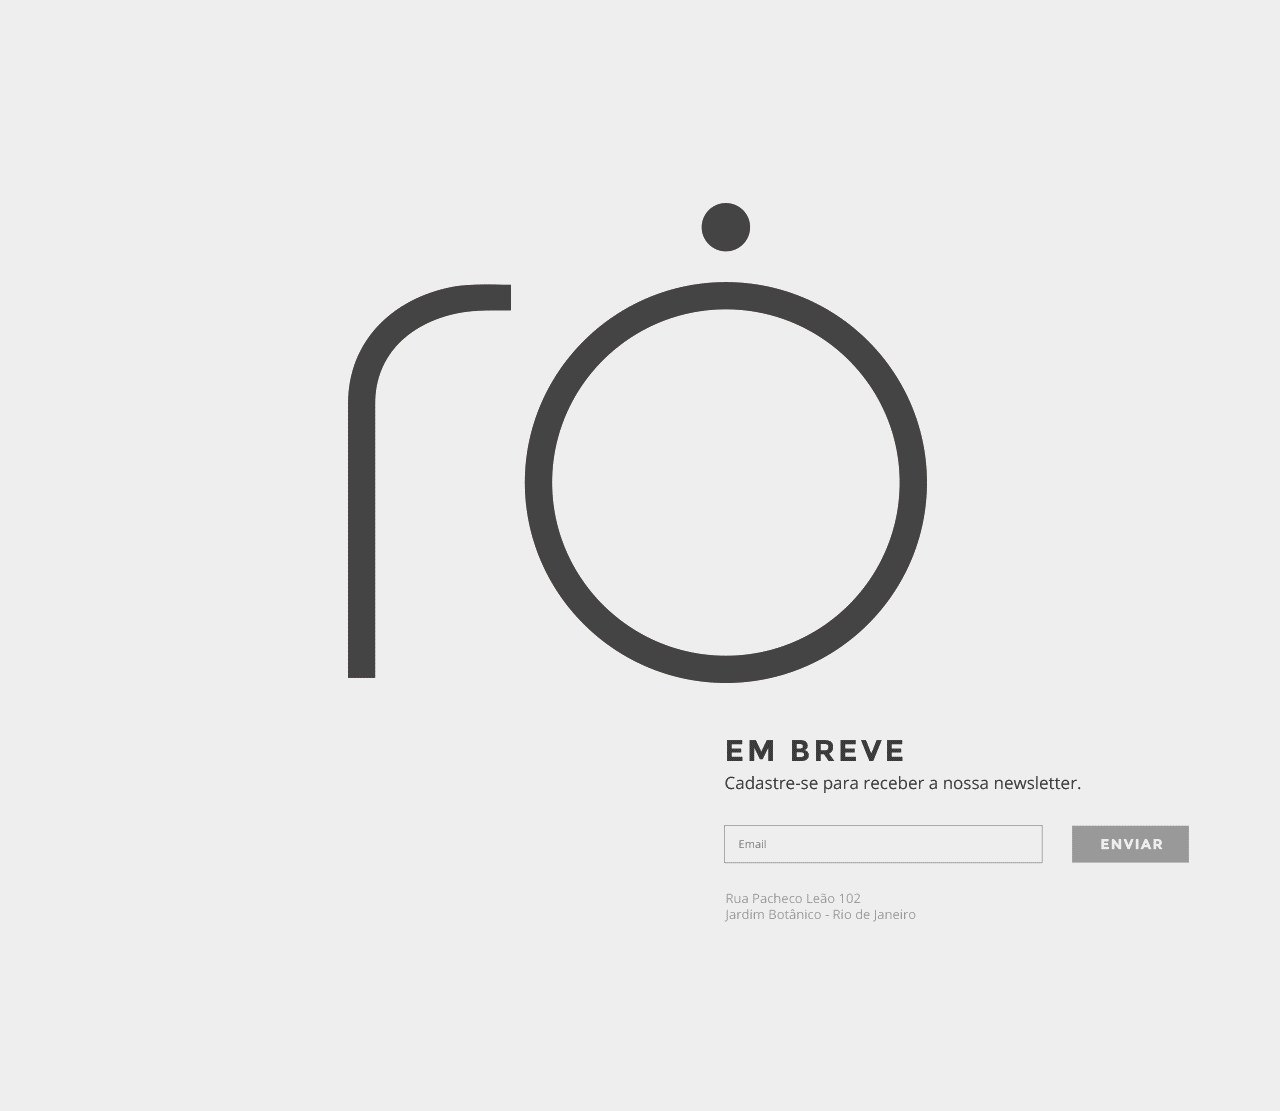 rȯ
EM BREVE
Cadastre-se para receber a nossa newsletter.
Email
ENVIAR
Rua Pacheco Leão 102
Jardim Botânico - Rio de Janeiro